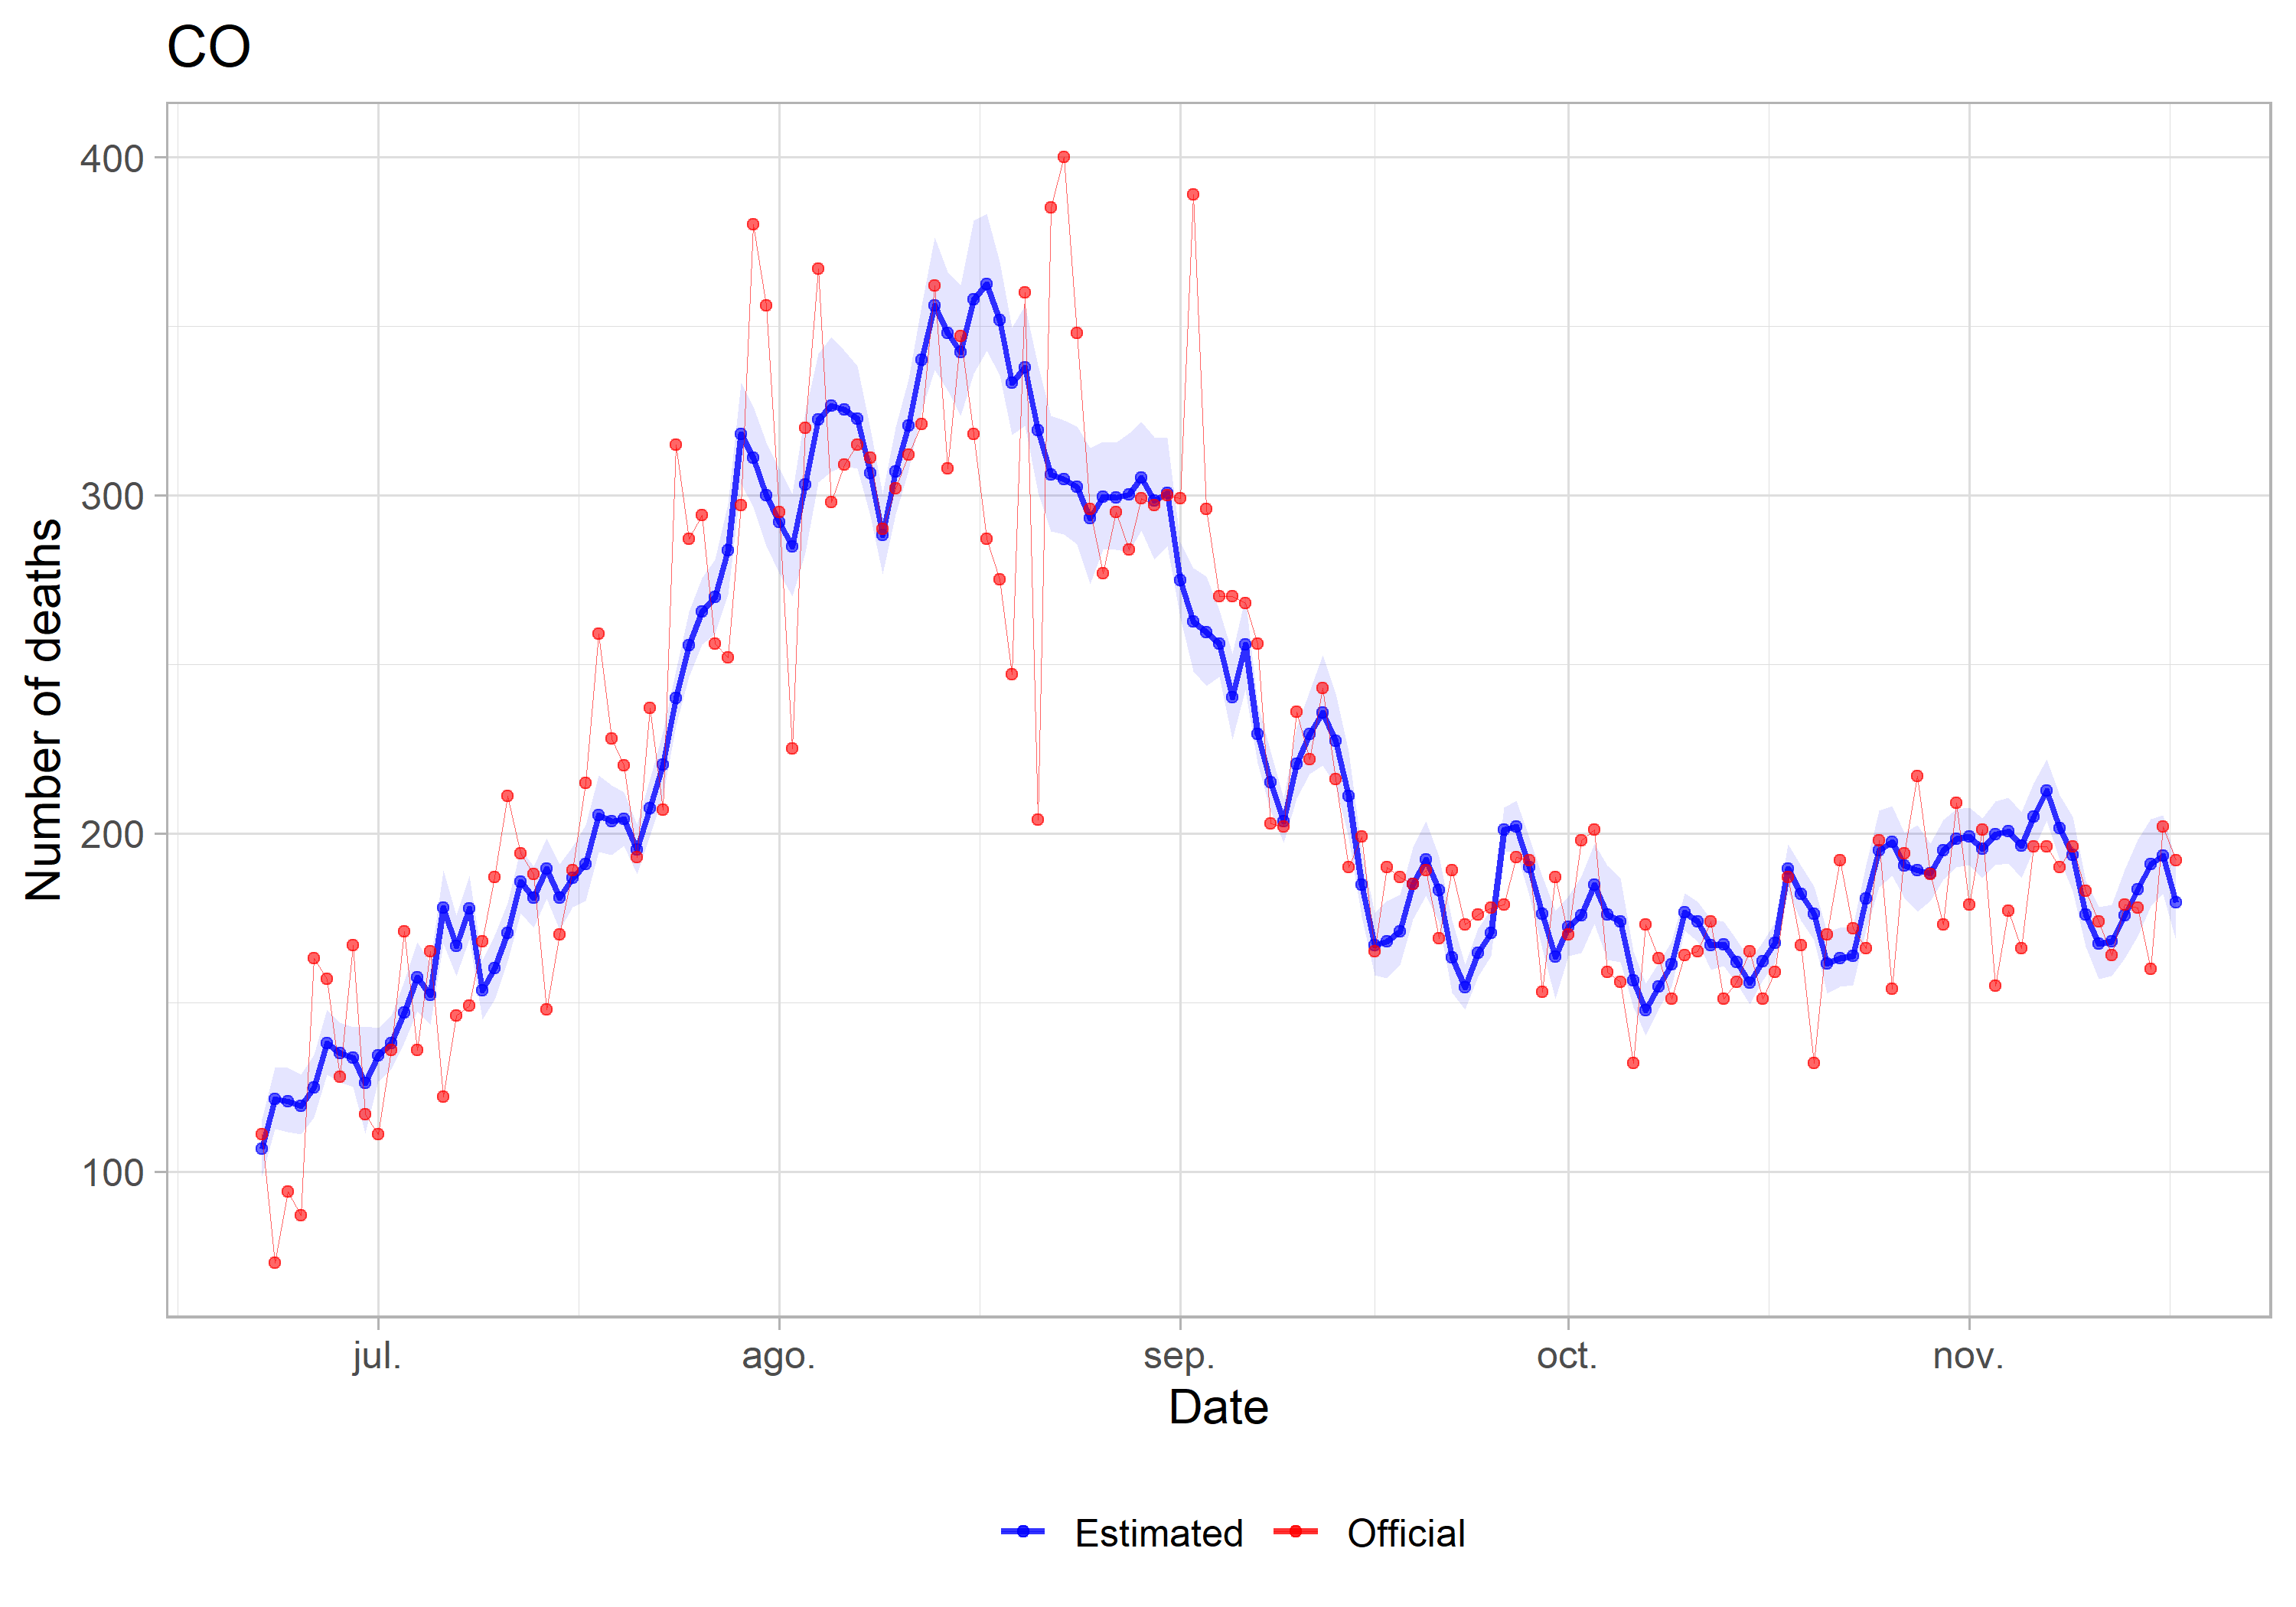 CO
Number of deaths
400
300
200
100
jul.
ago.
sep.
oct.
nov.
Date
Estimated
Official